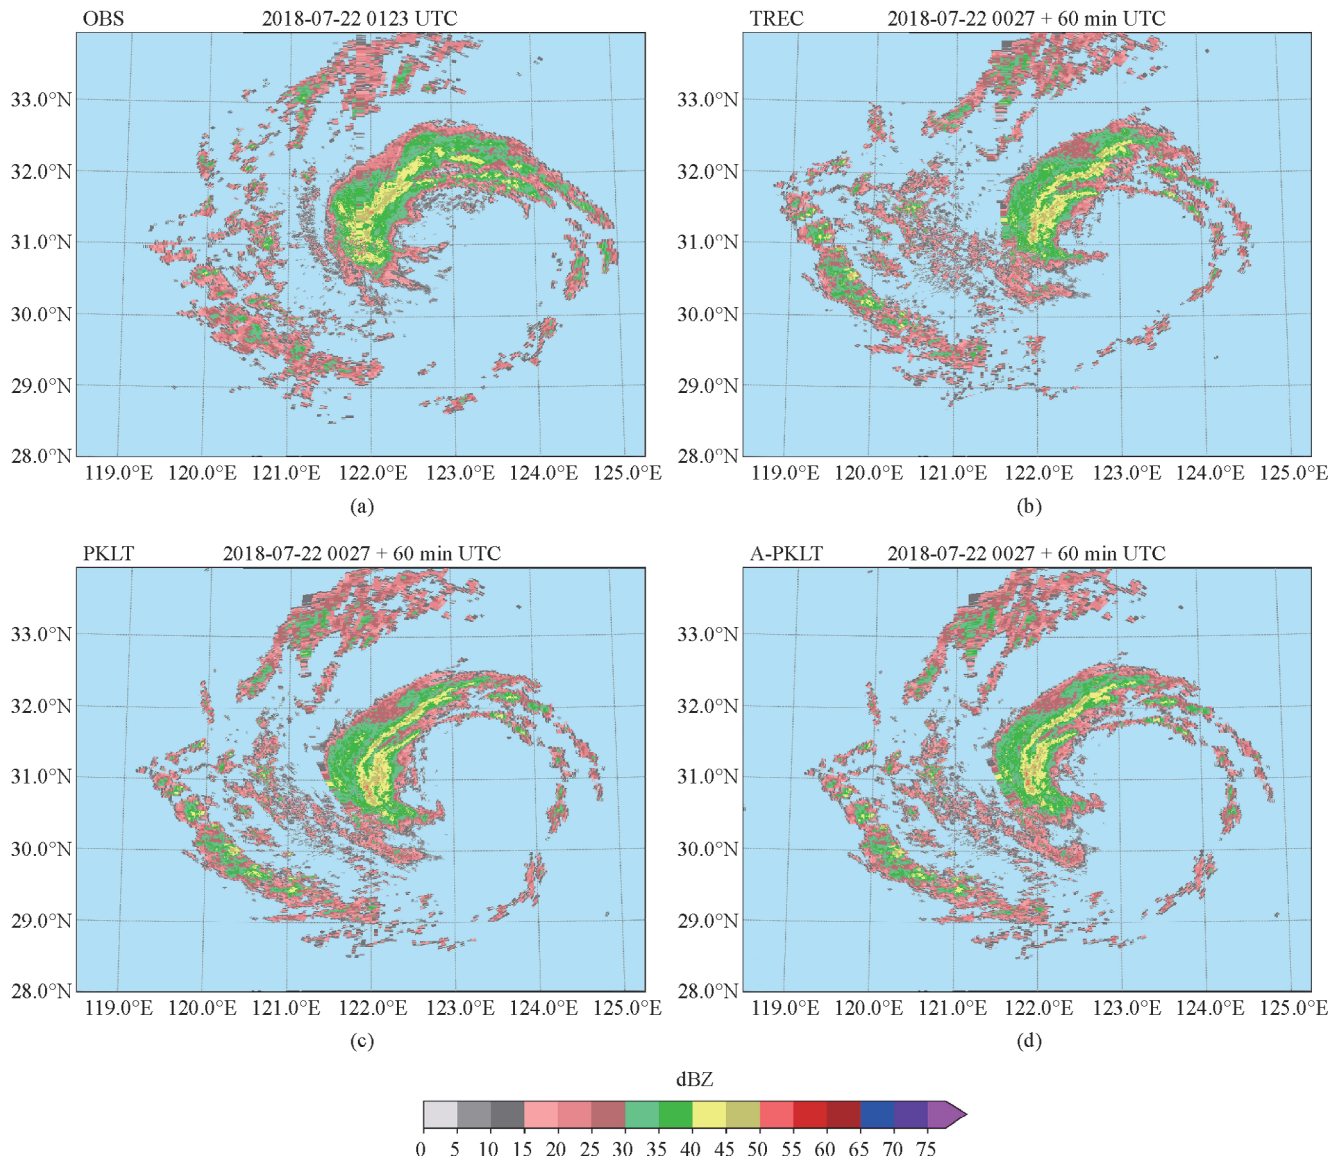 OBS 2018-07-22 0123 UTC
TREC 2018-07-22 0027 + 60 min UTC
33.0°N
32.0°N
31.0°N
30.0°N
29.0°N
28.0°N
119.0°E 120.0°E 121.0°E 122.0°E 123.0°E 124.0°E 125.0°E
(a)
33.0°N
32.0°N
31.0°N
30.0°N
29.0°N
28.0°N
119.0°E 120.0°E 121.0°E 122.0°E 123.0°E 124.0°E 125.0°E
(b)
PKLT 2018-07-22 0027 + 60 min UTC
A-PKLT 2018-07-22 0027 + 60 min UTC
33.0°N
32.0°N
31.0°N
30.0°N
29.0°N
28.0°N
119.0°E 120.0°E 121.0°E 122.0°E 123.0°E 124.0°E 125.0°E
(c)
33.0°N
32.0°N
31.0°N
30.0°N
29.0°N
28.0°N
119.0°E 120.0°E 121.0°E 122.0°E 123.0°E 124.0°E 125.0°E
(d)
dBZ
0 5 10 15 20 25 30 35 40 45 50 55 60 65 70 75